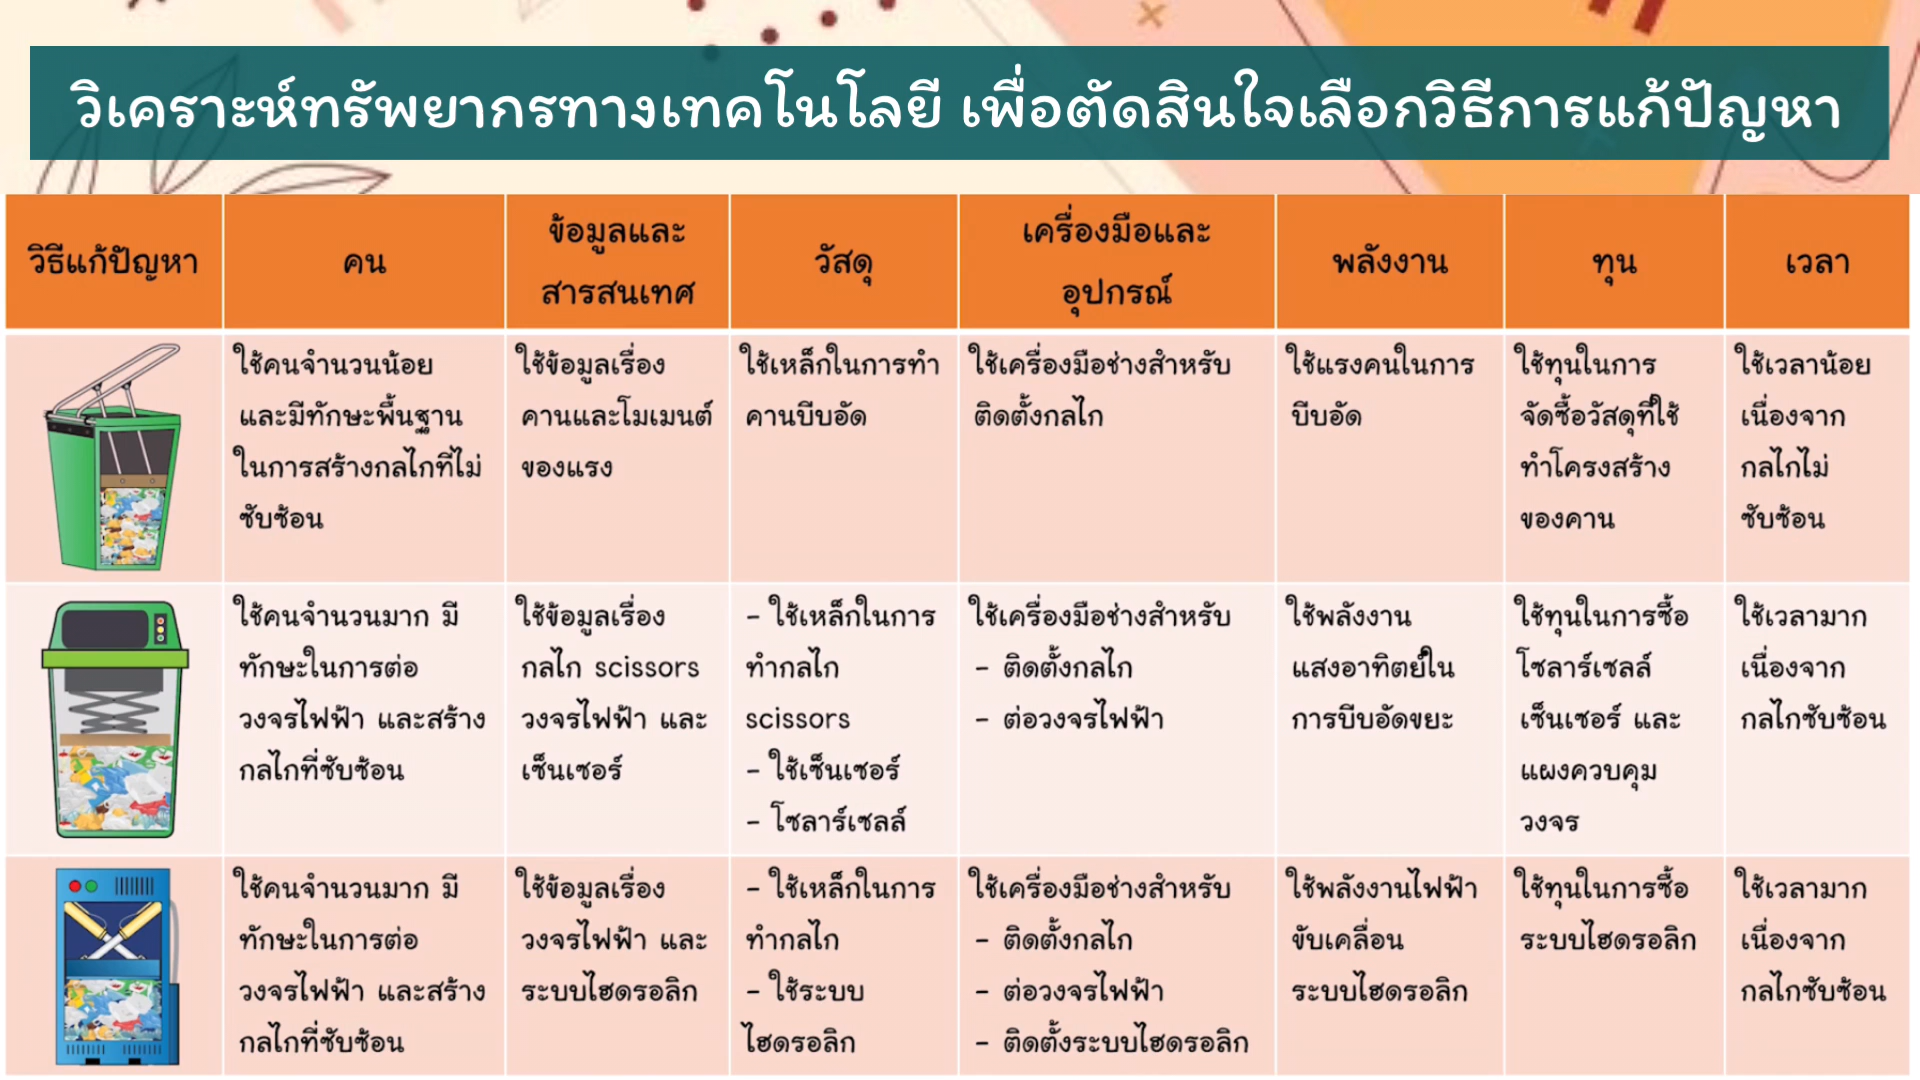 วิเคราะห์ทรัพยากรทางเทคโนโลยี เพื่อตัดสินใจเลือกวิธีการแก้ปัญหา
วิธีแก้ปัญหา
คน
ข้อมูลและ
สารสนเทศ
วัสดุ
เครื่องมือและ
อุปกรณ์
พลังงาน
ทุน
เวลา
ใช้คนจำนวนน้อย
และมีทักษะพื้นฐาน
ในการสร้างกลไกที่ไม่
ซับซ้อน
ใช้ข้อมูลเรื่อง
คานและโมเมนต์
ของแรง
ใช้เหล็กในการทำ
คานบีบอัด
ใช้เครื่องมือช่างสำหรับ
ติดตั้งกลไก
ใช้แรงคนในการ
บีบอัด
ใช้ทุนในการ
จัดซื้อวัสดุที่ใช้
ทำโครงสร้าง
ของคาน
ใช้เวลาน้อย
เนื่องจาก
กลไกไม่
ซับซ้อน
ใช้คนจำนวนมาก มี
ทักษะในการต่อ
วงจรไฟฟ้า และสร้าง
กลไกที่ซับซ้อน
ใช้ข้อมูลเรื่อง
กลไก scissors
วงจรไฟฟ้า และ
เซ็นเซอร์
- ใช้เหล็กในการ
ทำกลไก
scissors
- ใช้เซ็นเซอร์
- โซลาร์เซลล์
ใช้เครื่องมือช่างสำหรับ
- ติดตั้งกลไก
- ต่อวงจรไฟฟ้า
ใช้พลังงาน
แสงอาทิตย์ใน
การบีบอัดขยะ
ใช้ทุนในการซื้อ
โซลาร์เซลล์
เซ็นเซอร์ และ
แผงควบคุม
วงจร
ใช้เวลามาก
เนื่องจาก
กลไกซับซ้อน
ใช้คนจำนวนมาก มี
ทักษะในการต่อ
วงจรไฟฟ้า และสร้าง
กลไกที่ซับซ้อน
ใช้ข้อมูลเรื่อง
วงจรไฟฟ้า และ
ระบบไฮดรอลิก
- ใช้เหล็กในการ
ทำกลไก
- ใช้ระบบ
ไฮดรอลิก
ใช้เครื่องมือช่างสำหรับ
- ติดตั้งกลไก
- ต่อวงจรไฟฟ้า
- ติดตั้งระบบไฮดรอลิก
ใช้พลังงานไฟฟ้า
ขับเคลื่อน
ระบบไฮดรอลิก
ใช้ทุนในการซื้อ
ระบบไฮดรอลิก
ใช้เวลามาก
เนื่องจาก
กลไกซับซ้อน